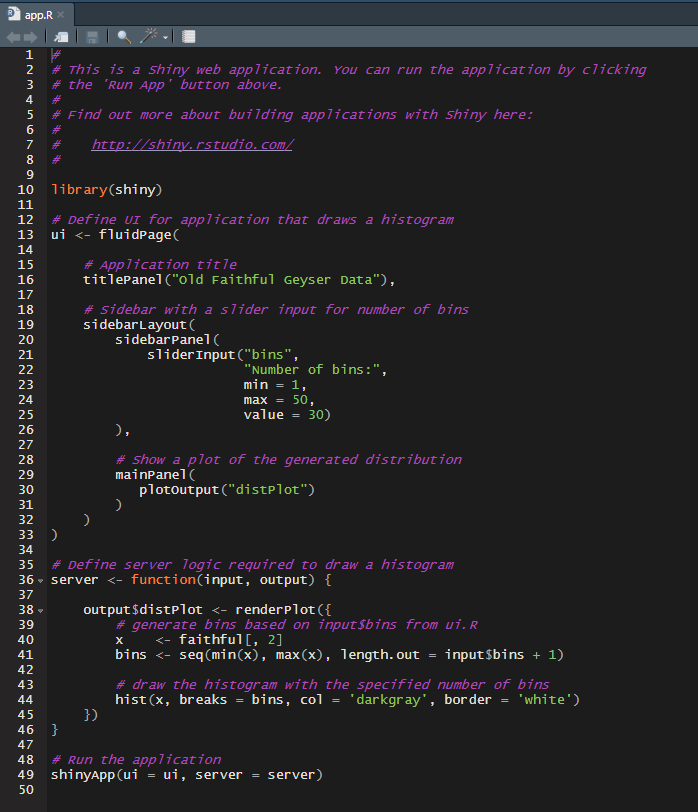 app.R
1 #
2 # This is a Shiny web application. You can run the application by clicking
3 # the 'Run App' button above.
4 #
5 # Find out more about building applications with Shiny here:
6 #
7 #    http://shiny.rstudio.com/
8 #
9
10 library(shiny)
11
12 # Define UI for application that draws a histogram
13 ui <- fluidPage(
14
15     # Application title
16     titlePanel("Old Faithful Geyser Data"),
17
18     # Sidebar with a slider input for number of bins
19     sidebarLayout(
20         sidebarPanel(
21             sliderInput("bins",
22                         "Number of bins:",
23                         min = 1,
24                         max = 50,
25                         value = 30)
26         ),
27
28         # Show a plot of the generated distribution
29         mainPanel(
30            plotOutput("distPlot")
31         )
32     )
33 )
34
35 # Define server logic required to draw a histogram
36 server <- function(input, output) {
37
38     output$distPlot <- renderPlot({
39         # generate bins based on input$bins from ui.R
40         x    <- faithful[, 2]
41         bins <- seq(min(x), max(x), length.out = input$bins + 1)
42
43         # draw the histogram with the specified number of bins
44         hist(x, breaks = bins, col = 'darkgray', border = 'white')
45     })
46 }
47
48 # Run the application
49 shinyApp(ui = ui, server = server)
50